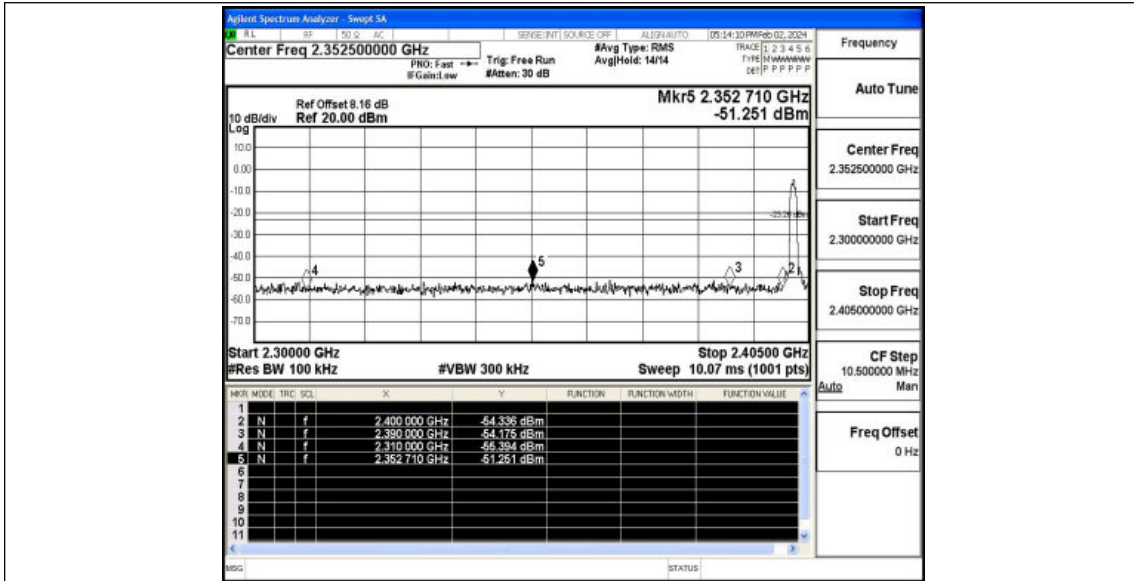 Agilent Spectrum Analyzer - Swept SA
RL RF 50 Ω AC SENSE:INT SOURCE OFF ALIGN AUTO 05:14:10 PM Feb 02, 2024
Center Freq 2.352500000 GHz
PNO: Fast
IFGain:Low
Trig: Free Run
#Atten: 30 dB
#Avg Type: RMS
Avg|Hold: 14/14
TRACE 1 2 3 4 5 6
TYPE M WWWWW
DET P P P P P P
Ref Offset 8.16 dB
10 dB/div Ref 20.00 dBm
Log
Mkr5 2.352 710 GHz
-51.251 dBm
10.0
0.00
-10.0
-20.0
-23.26 dBm
-30.0
-40.0
-50.0
-60.0
-70.0
4
5
3
2
Start 2.30000 GHz Stop 2.40500 GHz
#Res BW 100 kHz #VBW 300 kHz Sweep 10.07 ms (1001 pts)
MKR MODE TRC SCL X Y FUNCTION FUNCTION WIDTH FUNCTION VALUE
1
2 N f 2.400 000 GHz -54.336 dBm
3 N f 2.390 000 GHz -54.175 dBm
4 N f 2.310 000 GHz -55.394 dBm
5 N f 2.352 710 GHz -51.251 dBm
6
7
8
9
10
11
MSG STATUS
Frequency
Auto Tune
Center Freq
2.352500000 GHz
Start Freq
2.300000000 GHz
Stop Freq
2.405000000 GHz
CF Step
10.500000 MHz
Auto Man
Freq Offset
0 Hz